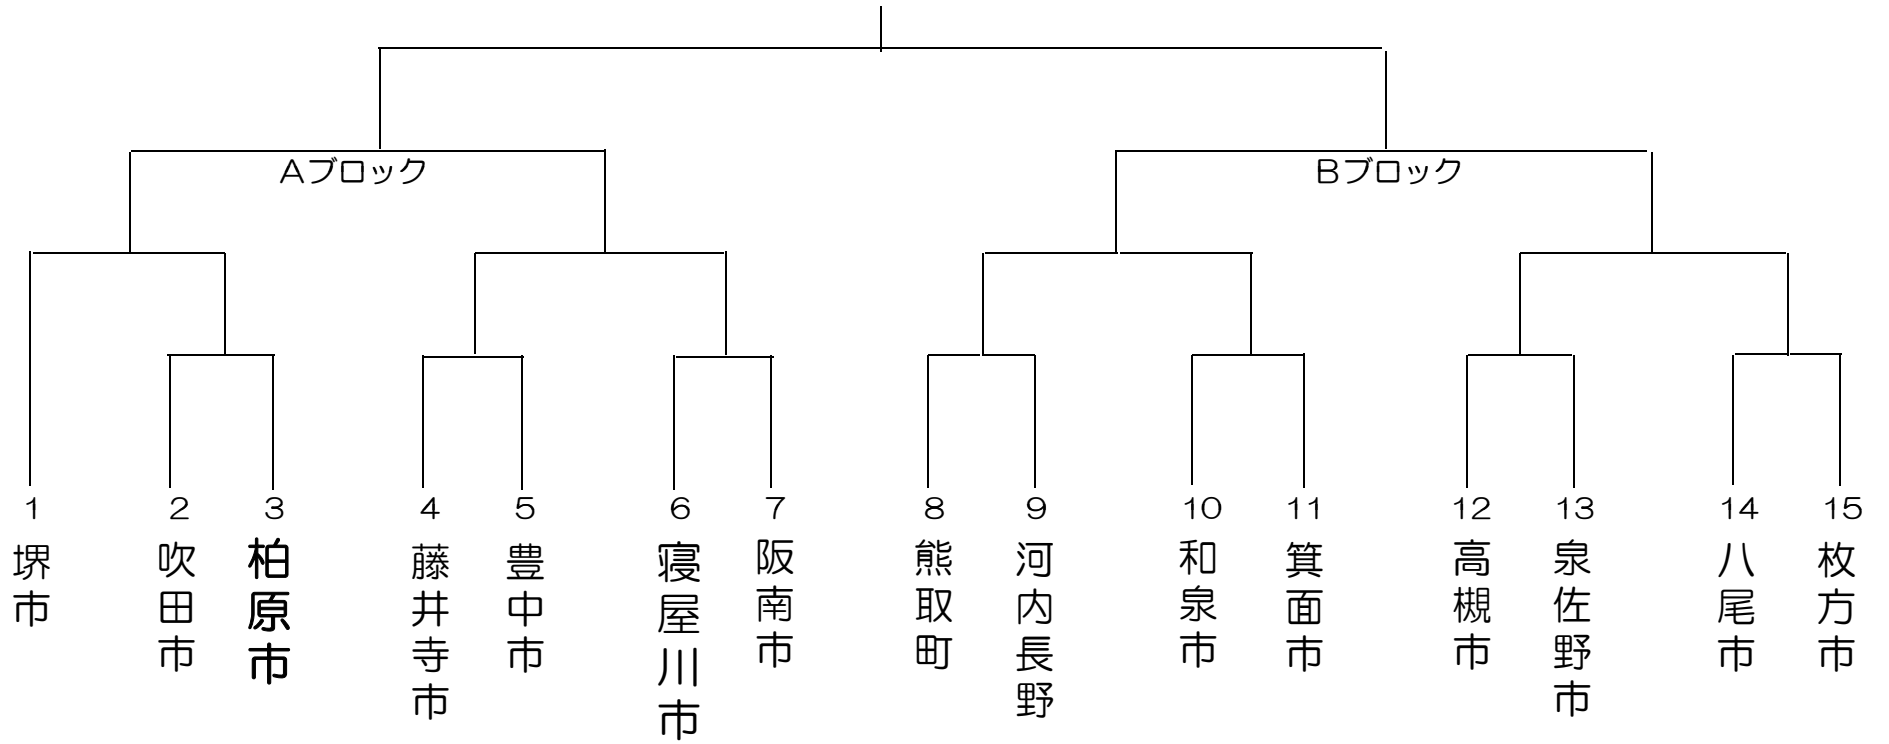 Aブロック
Bブロック
1
2
3
4
5
6
7
8
9
10
11
12
13
14
15
堺市
吹田市
柏原市
藤井寺市
豊中市
寝屋川市
阪南市
熊取町
河内長野
和泉市
箕面市
高槻市
泉佐野市
八尾市
枚方市